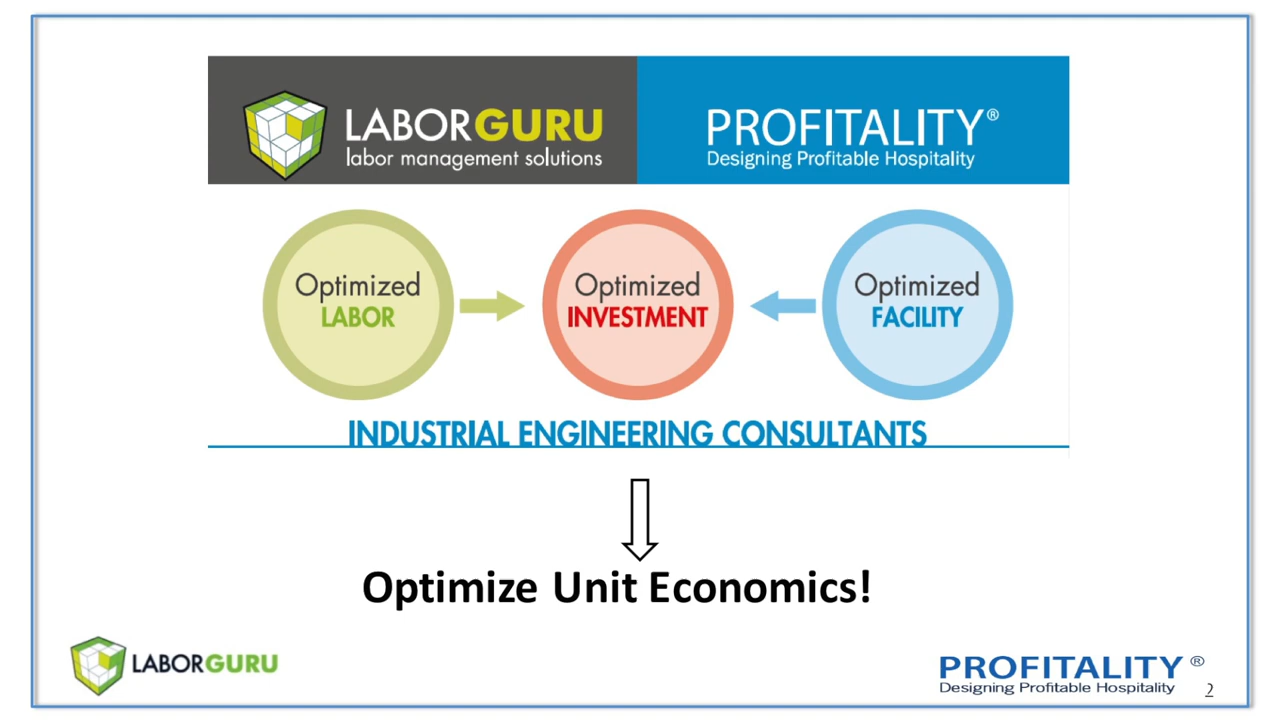 LABORGURU
labor management solutions
PROFITALITY®
Designing Profitable Hospitality
Optimized
LABOR
Optimized
INVESTMENT
Optimized
FACILITY
INDUSTRIAL ENGINEERING CONSULTANTS
Optimize Unit Economics!
LABORGURU
PROFITALITY ®
Designing Profitable Hospitality
2